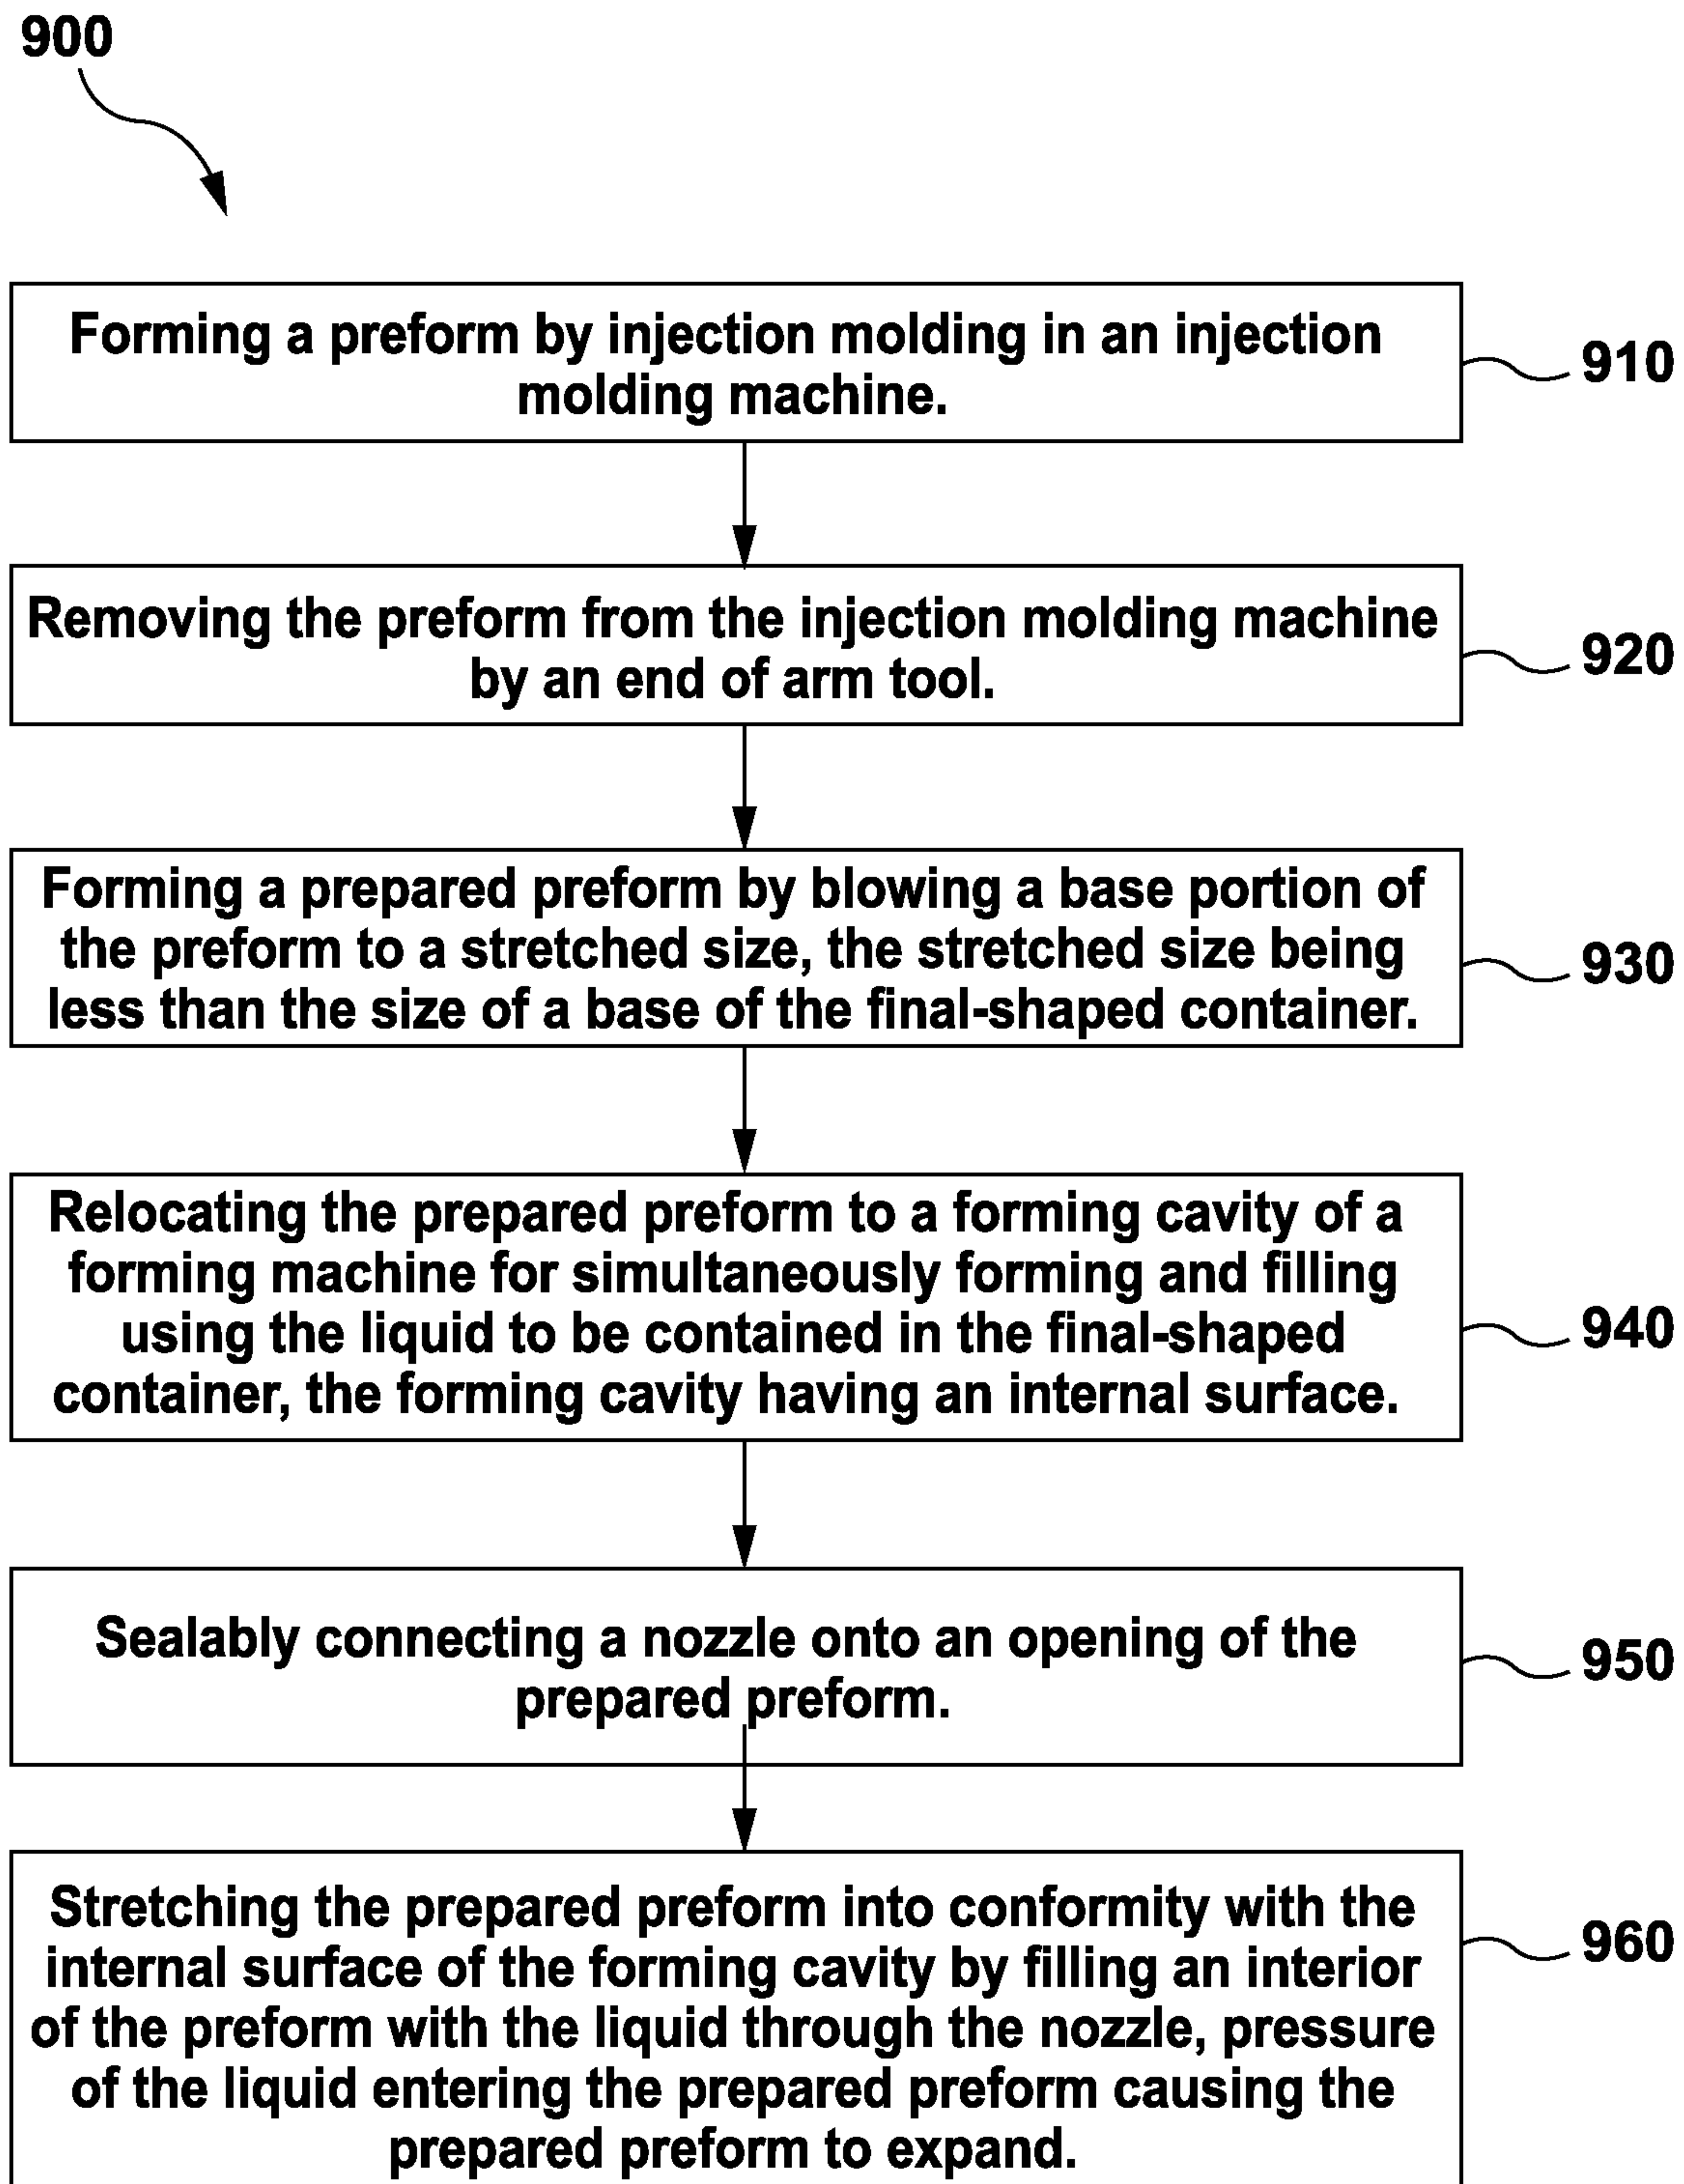 900
Forming a preform by injection molding in an injection
molding machine.
910
Removing the preform from the injection molding machine
by an end of arm tool.
920
Forming a prepared preform by blowing a base portion of
the preform to a stretched size, the stretched size being
less than the size of a base of the final-shaped container.
930
Relocating the prepared preform to a forming cavity of a
forming machine for simultaneously forming and filling
using the liquid to be contained in the final-shaped
container, the forming cavity having an internal surface.
940
Sealably connecting a nozzle onto an opening of the
prepared preform.
950
Stretching the prepared preform into conformity with the
internal surface of the forming cavity by filling an interior
of the preform with the liquid through the nozzle, pressure
of the liquid entering the prepared preform causing the
prepared preform to expand.
960